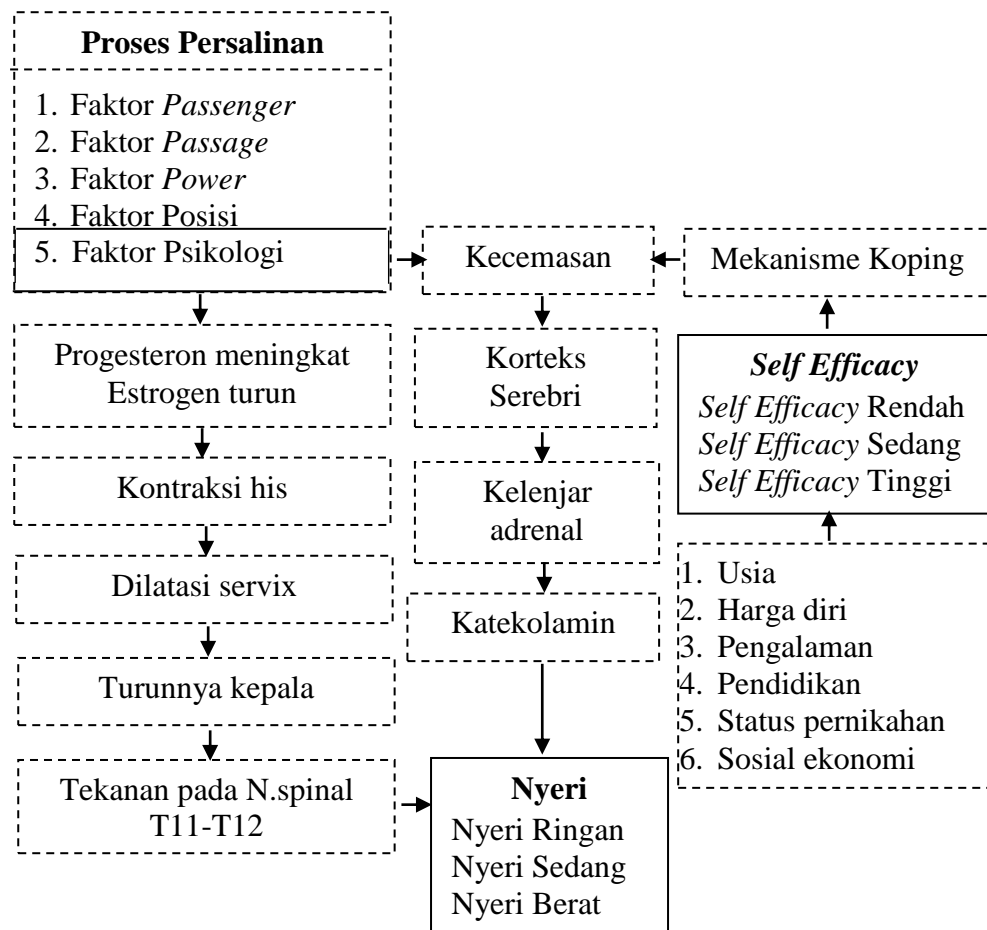 Proses Persalinan
1. Faktor Passenger
2. Faktor Passage
3. Faktor Power
4. Faktor Posisi
5. Faktor Psikologi
Kecemasan
Mekanisme Koping
Progesteron meningkat
Estrogen turun
Korteks
Serebri
Self Efficacy
Self Efficacy Rendah
Self Efficacy Sedang
Self Efficacy Tinggi
Kontraksi his
Kelenjar
adrenal
Dilatasi servix
Katekolamin
1. Usia
2. Harga diri
3. Pengalaman
4. Pendidikan
5. Status pernikahan
6. Sosial ekonomi
Turunnya kepala
Tekanan pada N.spinal
T11-T12
Nyeri
Nyeri Ringan
Nyeri Sedang
Nyeri Berat